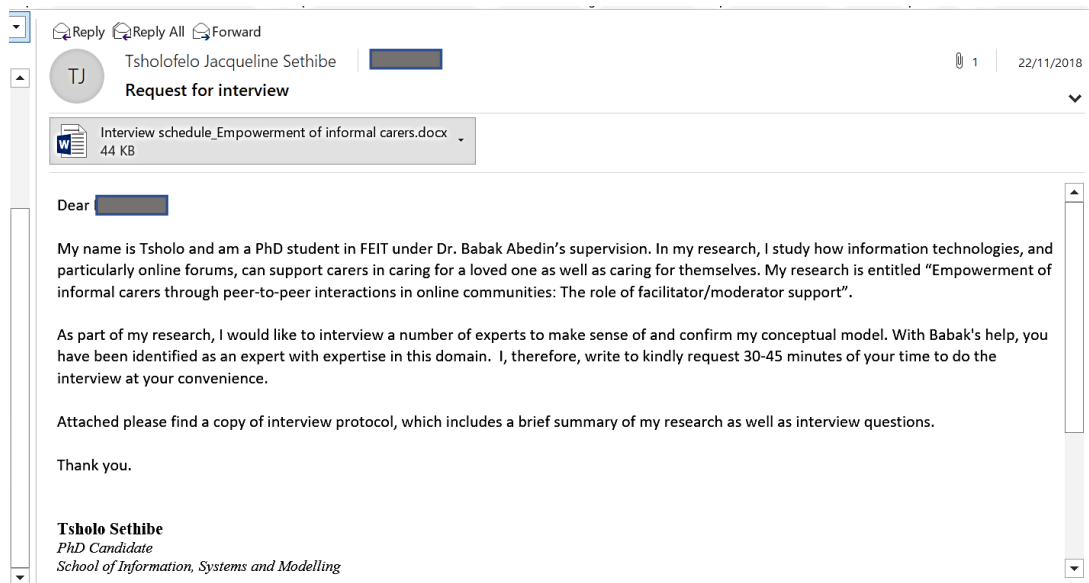 Reply Reply All Forward
TJ
Tsholofelo Jacqueline Sethibe
1 22/11/2018
Request for interview
Interview schedule_Empowerment of informal carers.docx
44 KB
Dear
My name is Tsholo and am a PhD student in FEIT under Dr. Babak Abedin’s supervision. In my research, I study how information technologies, and
particularly online forums, can support carers in caring for a loved one as well as caring for themselves. My research is entitled “Empowerment of
informal carers through peer-to-peer interactions in online communities: The role of facilitator/moderator support”.
As part of my research, I would like to interview a number of experts to make sense of and confirm my conceptual model. With Babak's help, you
have been identified as an expert with expertise in this domain.  I, therefore, write to kindly request 30-45 minutes of your time to do the
interview at your convenience.
Attached please find a copy of interview protocol, which includes a brief summary of my research as well as interview questions.
Thank you.
Tsholo Sethibe
PhD Candidate
School of Information, Systems and Modelling